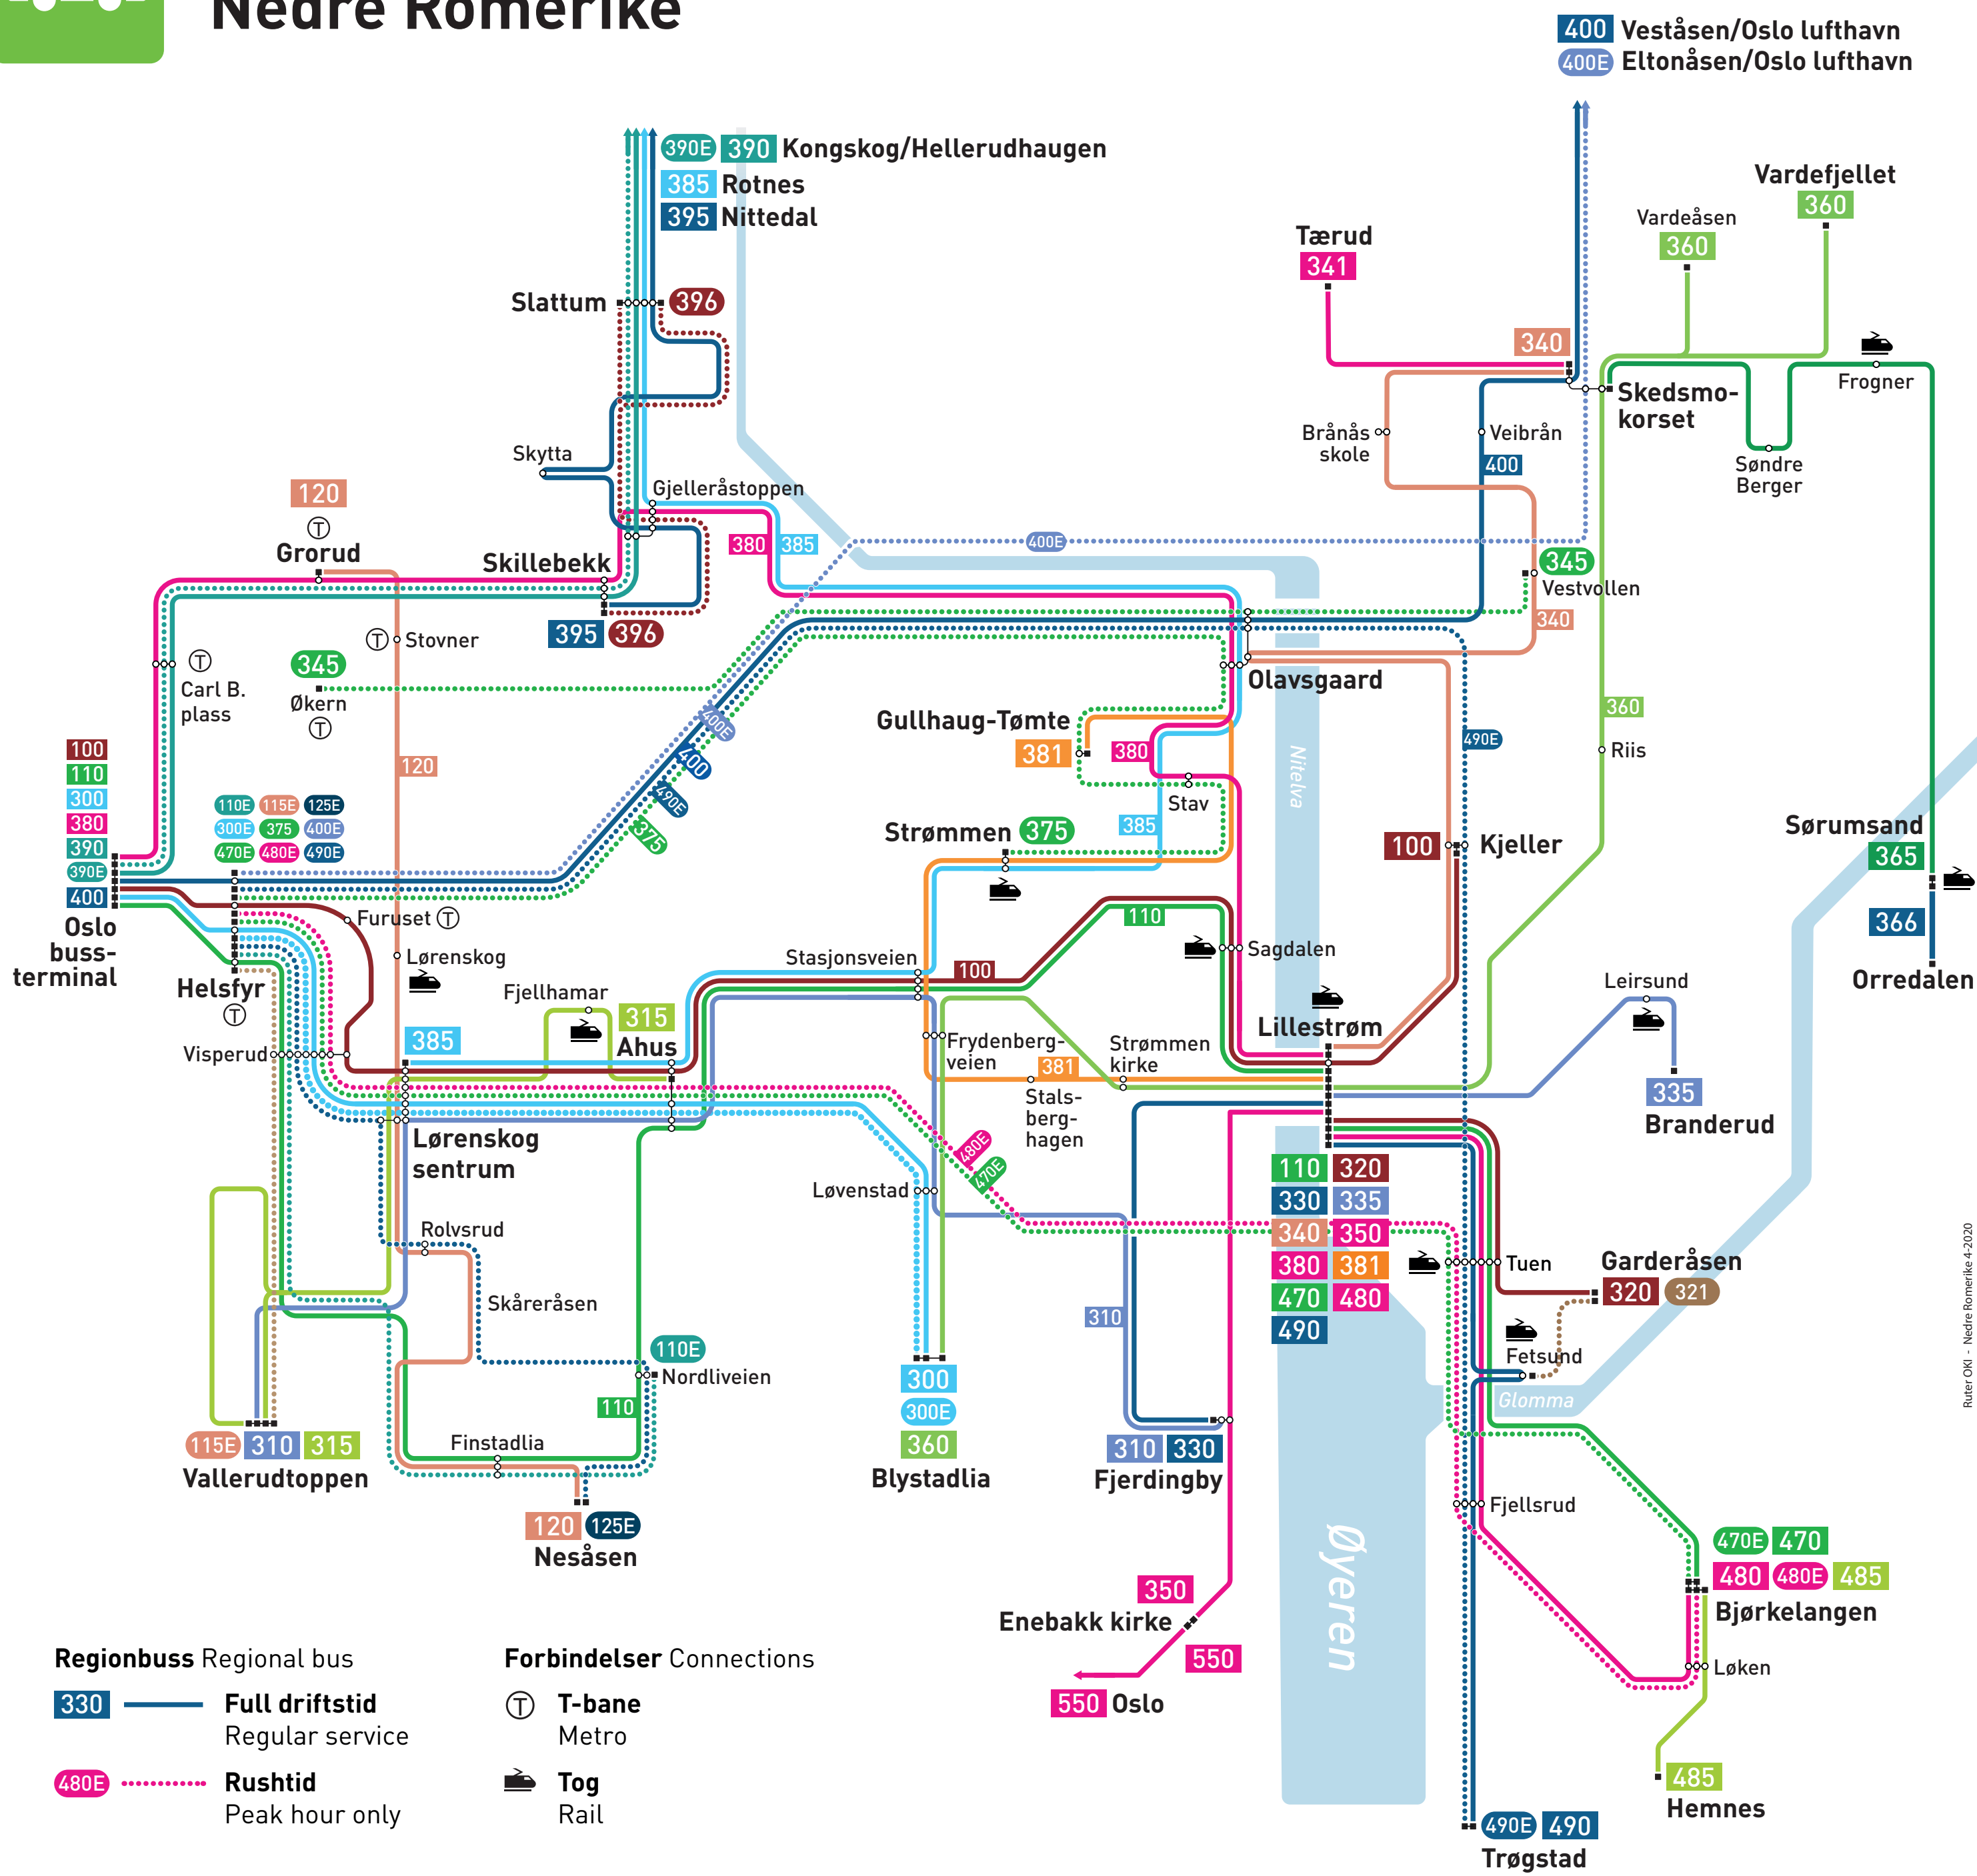 Nedre Romerike
400 Veståsen/Oslo lufthavn
400E Eltonåsen/Oslo lufthavn
390E 390 Kongskog/Hellerudhaugen
385 Rotnes
395 Nittedal
Vardefjellet
360
Vardeåsen
360
Tærud
341
Slattum 396
340
Frogner
Skedsmo-
korset
Brånås
skole
Veibrån
400
Søndre
Berger
Skytta
Gjelleråstoppen
120
Grorud
Skillebekk
380 385
400E
345
Vestvollen
340
395 396
Stovner
345
Økern
Carl B.
plass
Olavsgaard
360
Gullhaug-Tømte
381
380
400E
400
490E
375
490E
Riis
Nitelva
Stav
120
100
110
300
380
390
390E
400
Oslo
buss-
terminal
110E 115E 125E
300E 375 400E
470E 480E 490E
385
Strømmen 375
100 Kjeller
Sørumsand
365
366
Orredalen
Furuset
110
Lørenskog
Helsfyr
Stasjonsveien
100
Sagdalen
Leirsund
Fjellhamar
315
Ahus
Lillestrøm
Visperud
385
Frydenberg-
veien
Strømmen
kirke
381
Stals-
berg-
hagen
335
Branderud
Lørenskog
sentrum
480E
470E
Løvenstad
110 320
330 335
340 350
380 381
470 480
490
Rolvsrud
Skåreråsen
Tuen
Garderåsen
320 321
310
Fetsund
Glomma
110E
Nordliveien
110
300
300E
360
Blystadlia
Finstadlia
115E 310 315
Vallerudtoppen
310 330
Fjerdingby
120 125E
Nesåsen
Fjellsrud
Øyeren
470E 470
480 480E 485
Bjørkelangen
350
Enebakk kirke
550
550 Oslo
Løken
485
Hemnes
490E 490
Trøgstad
Regionbuss Regional bus
330 Full driftstid
Regular service
480E Rushtid
Peak hour only
Forbindelser Connections
T T-bane
Metro
Tog
Rail
Ruter OKI - Nedre Romerike 4-2020